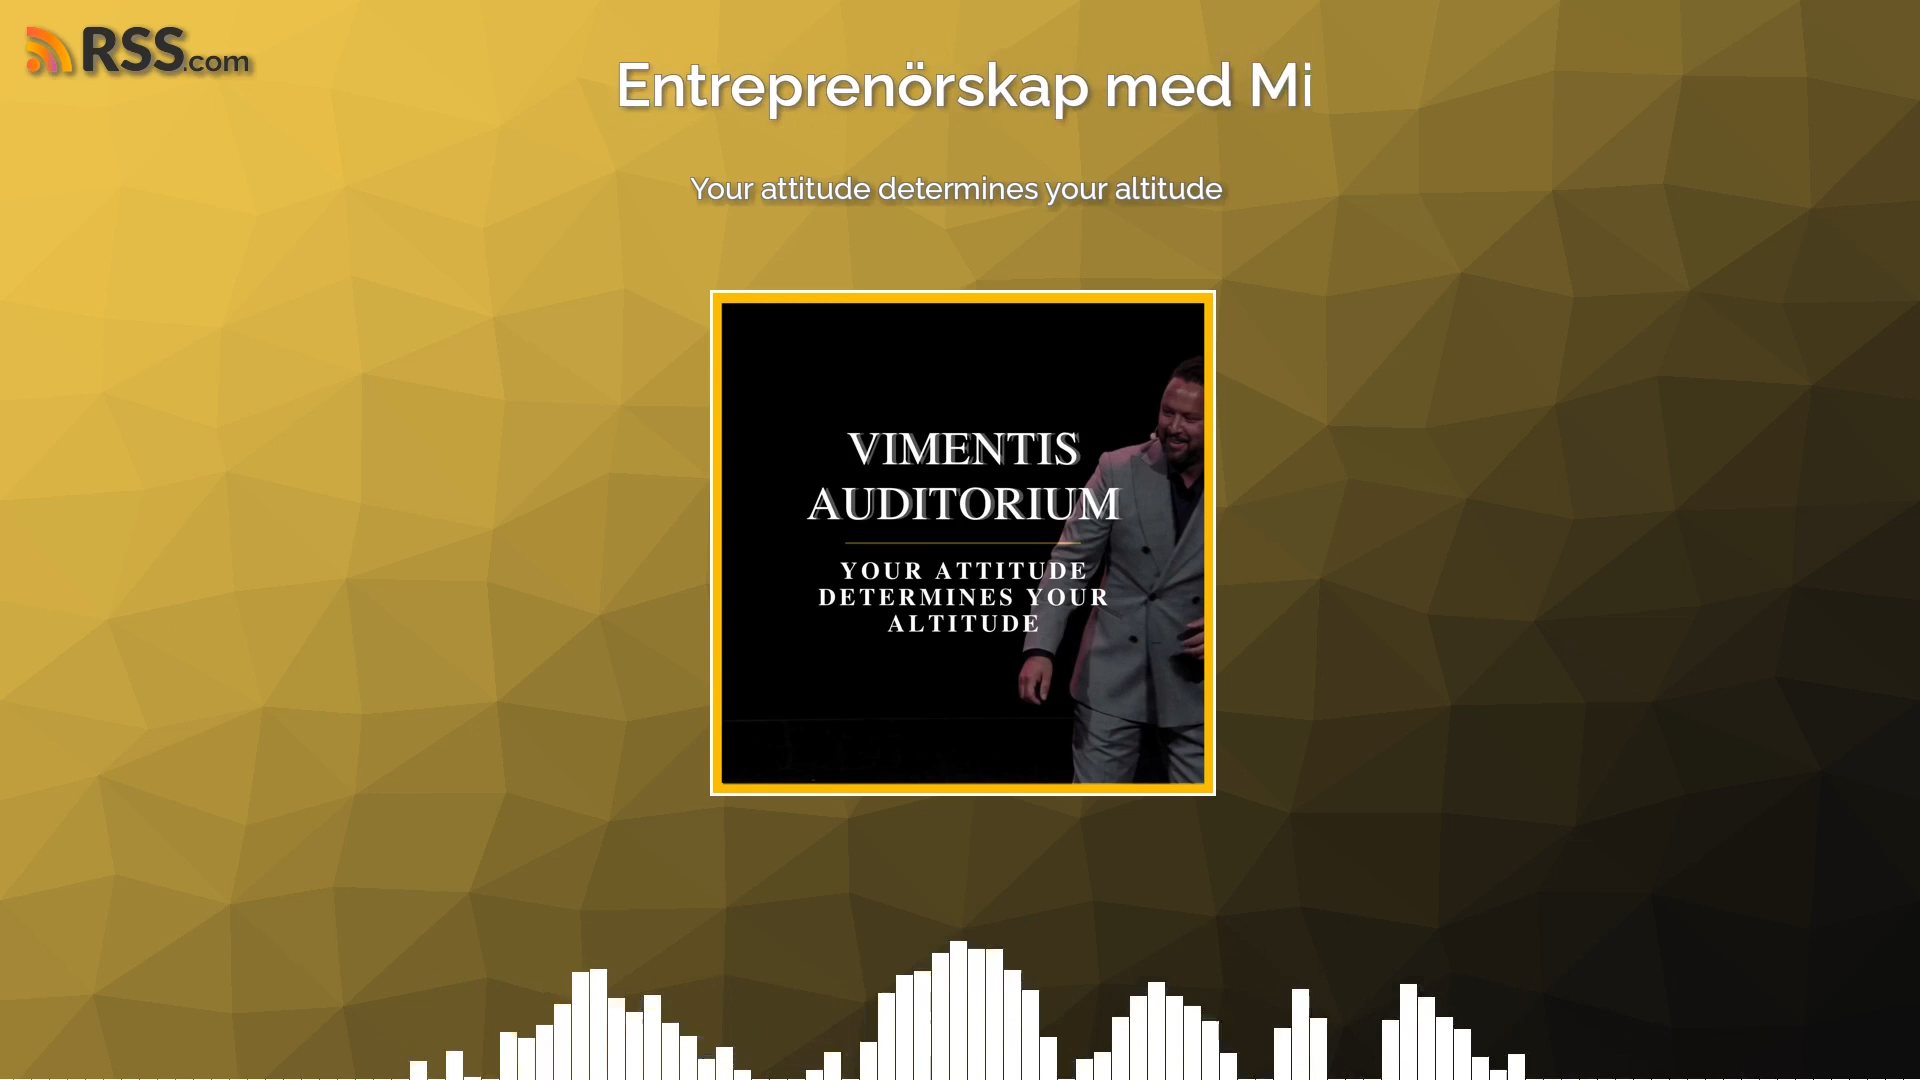 RSS.com
Entreprenörskap med Mi
Your attitude determines your altitude
VIMENTIS
AUDITORIUM
YOUR ATTITUDE
DETERMINES YOUR
ALTITUDE